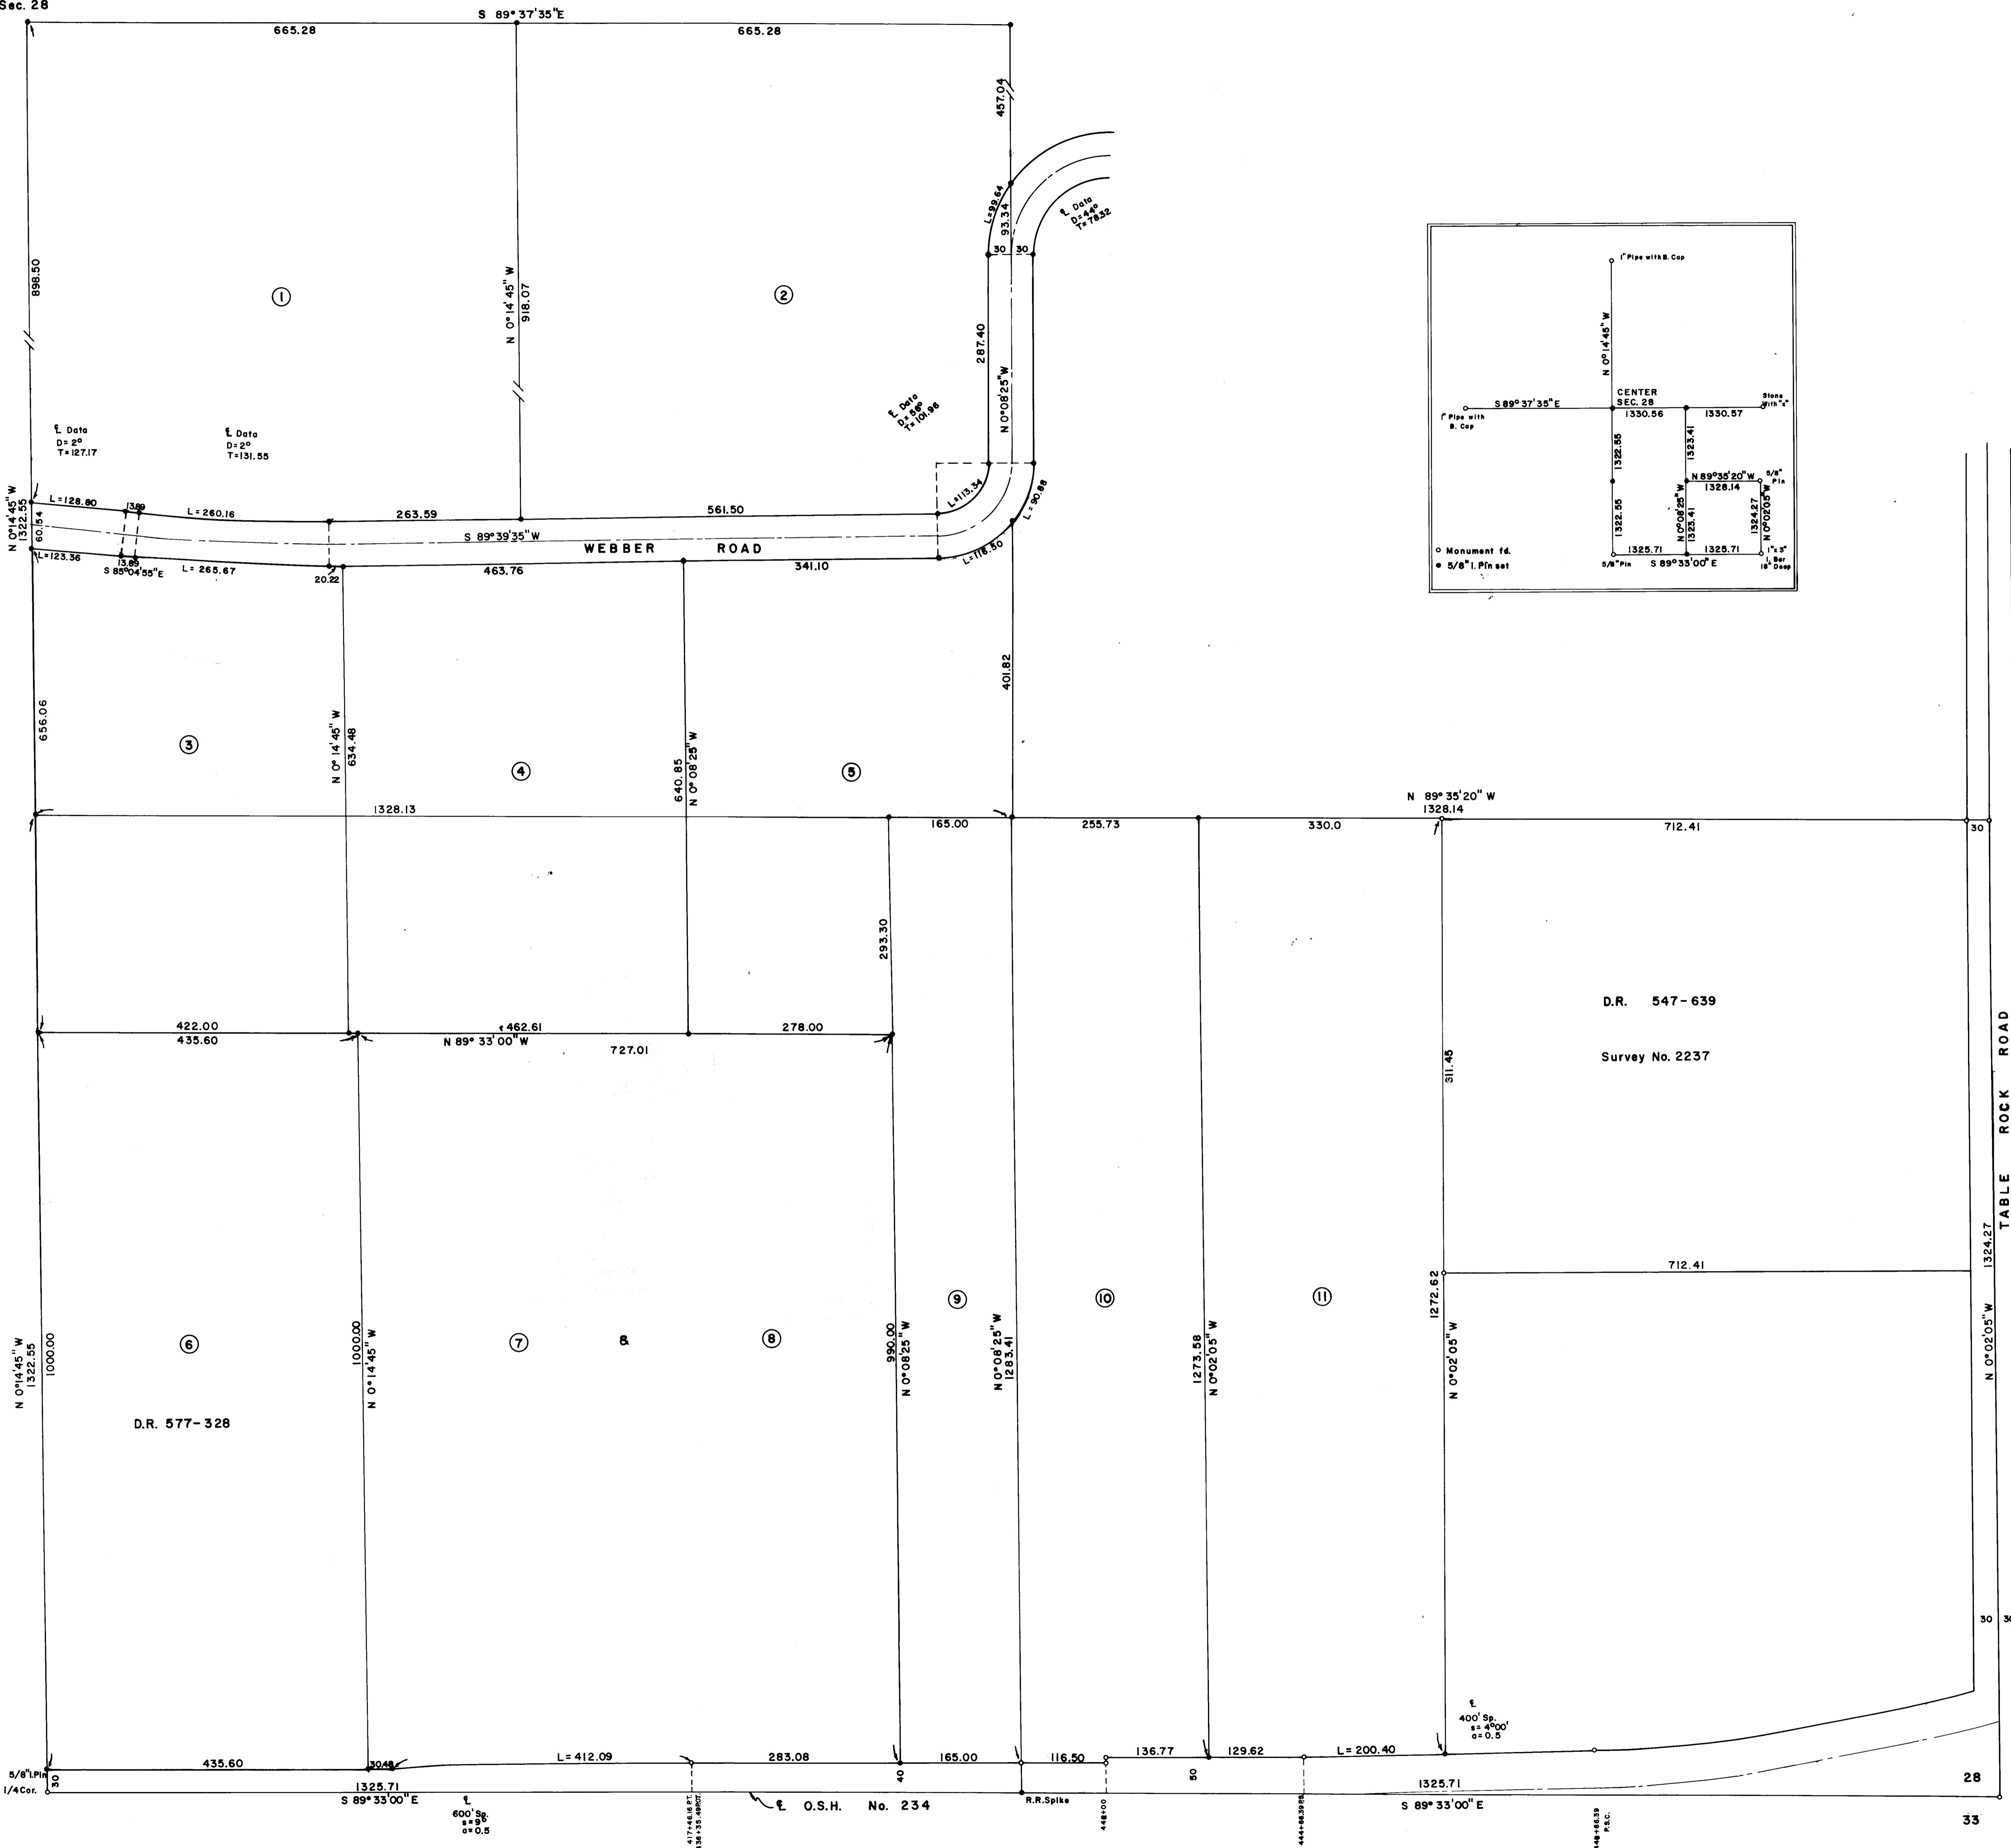 Sec. 28
S 89° 37' 35" E
665.28
665.28
457.04
898.50
①
N 0° 14' 45" W
918.07
②
L=99.64
93.34
30 30
℄ Data
D=44°
T=78.32
287.40
N 0° 08' 25" W
℄ Data
D=56°
T=101.96
℄ Data
D= 2°
T=127.17
℄ Data
D=2°
T=131.55
N 0° 14' 45" W
1322.55
60.54
L=128.80
13.89
L=260.16
263.59
561.50
L=113.34
L=90.88
S 89° 39' 35" W
WEBBER ROAD
L=123.36
13.89
S 85° 04' 55" E
L= 265.67
20.22
463.76
341.10
L=118.50
1" Pipe with B. Cap
N 0° 14' 45" W
S 89° 37' 35" E
CENTER
SEC. 28
Stone
With "x"
1" Pipe with
B. Cap
1330.56
1330.57
1322.55
1323.41
N 89° 35' 20" W
5/8"
Pin
1328.14
1322.55
N 0° 08' 25" W
1323.41
1324.27
N 0° 02' 05" W
1325.71
1325.71
○ Monument fd.
● 5/8" I. Pin set
5/8" Pin
S 89° 33' 00" E
1" x 3"
I. Bar
18" Deep
656.06
③
N 0° 14' 45" W
634.48
④
640.85
N 0° 08' 25" W
⑤
401.82
1328.13
165.00
255.73
330.0
N 89° 35' 20" W
1328.14
712.41
30
293.30
422.00
435.60
462.61
N 89° 33' 00" W
727.01
278.00
D.R. 547-639
Survey No. 2237
311.45
TABLE ROCK ROAD
712.41
1324.27
N 0° 02' 05" W
N 0° 14' 45" W
1322.55
1000.00
⑥
1000.00
N 0° 14' 45" W
⑦
&
⑧
990.00
N 0° 08' 25" W
⑨
N 0° 08' 25" W
1283.41
⑩
1273.58
N 0° 02' 05" W
⑪
1272.62
N 0° 02' 05" W
D.R. 577-328
30
℄
400' Sp.
s= 4°00'
a=0.5
435.60
30.48
L= 412.09
283.08
165.00
116.50
136.77
129.62
L= 200.40
5/8" I.Pin
1/4 Cor.
30
40
50
1325.71
S 89° 33' 00" E
℄
600' Sp.
s=9°
a=0.5
℄ O.S.H. No. 234
R.R.Spike
1325.71
S 89° 33' 00" E
28
33